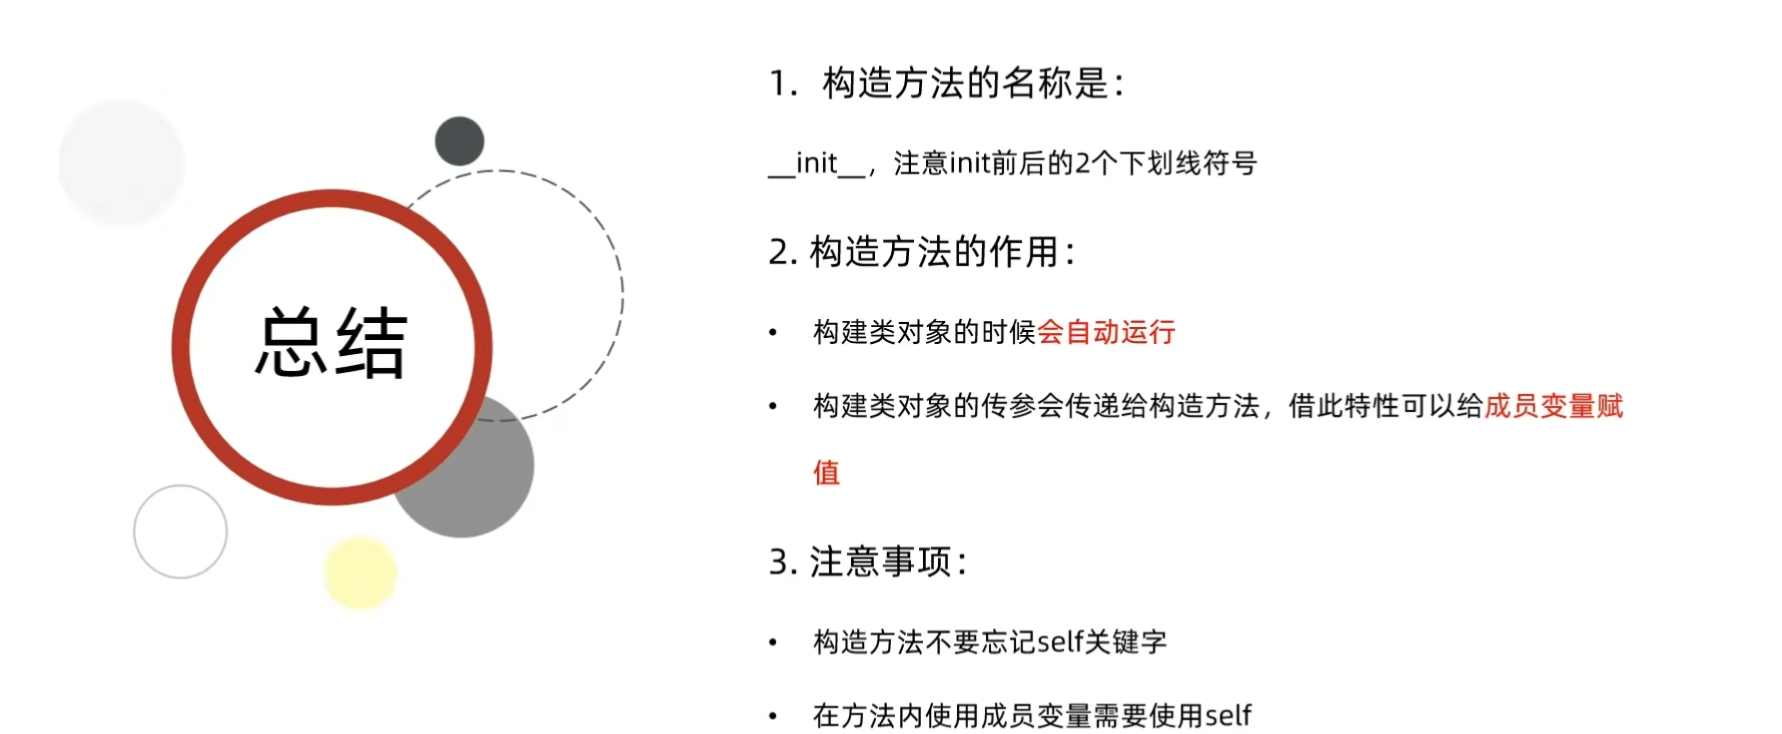 总结
1. 构造方法的名称是：
__init__，注意init前后的2个下划线符号
2. 构造方法的作用：
• 构建类对象的时候会自动运行
• 构建类对象的传参会传递给构造方法，借此特性可以给成员变量赋
值
3. 注意事项：
• 构造方法不要忘记self关键字
• 在方法内使用成员变量需要使用self